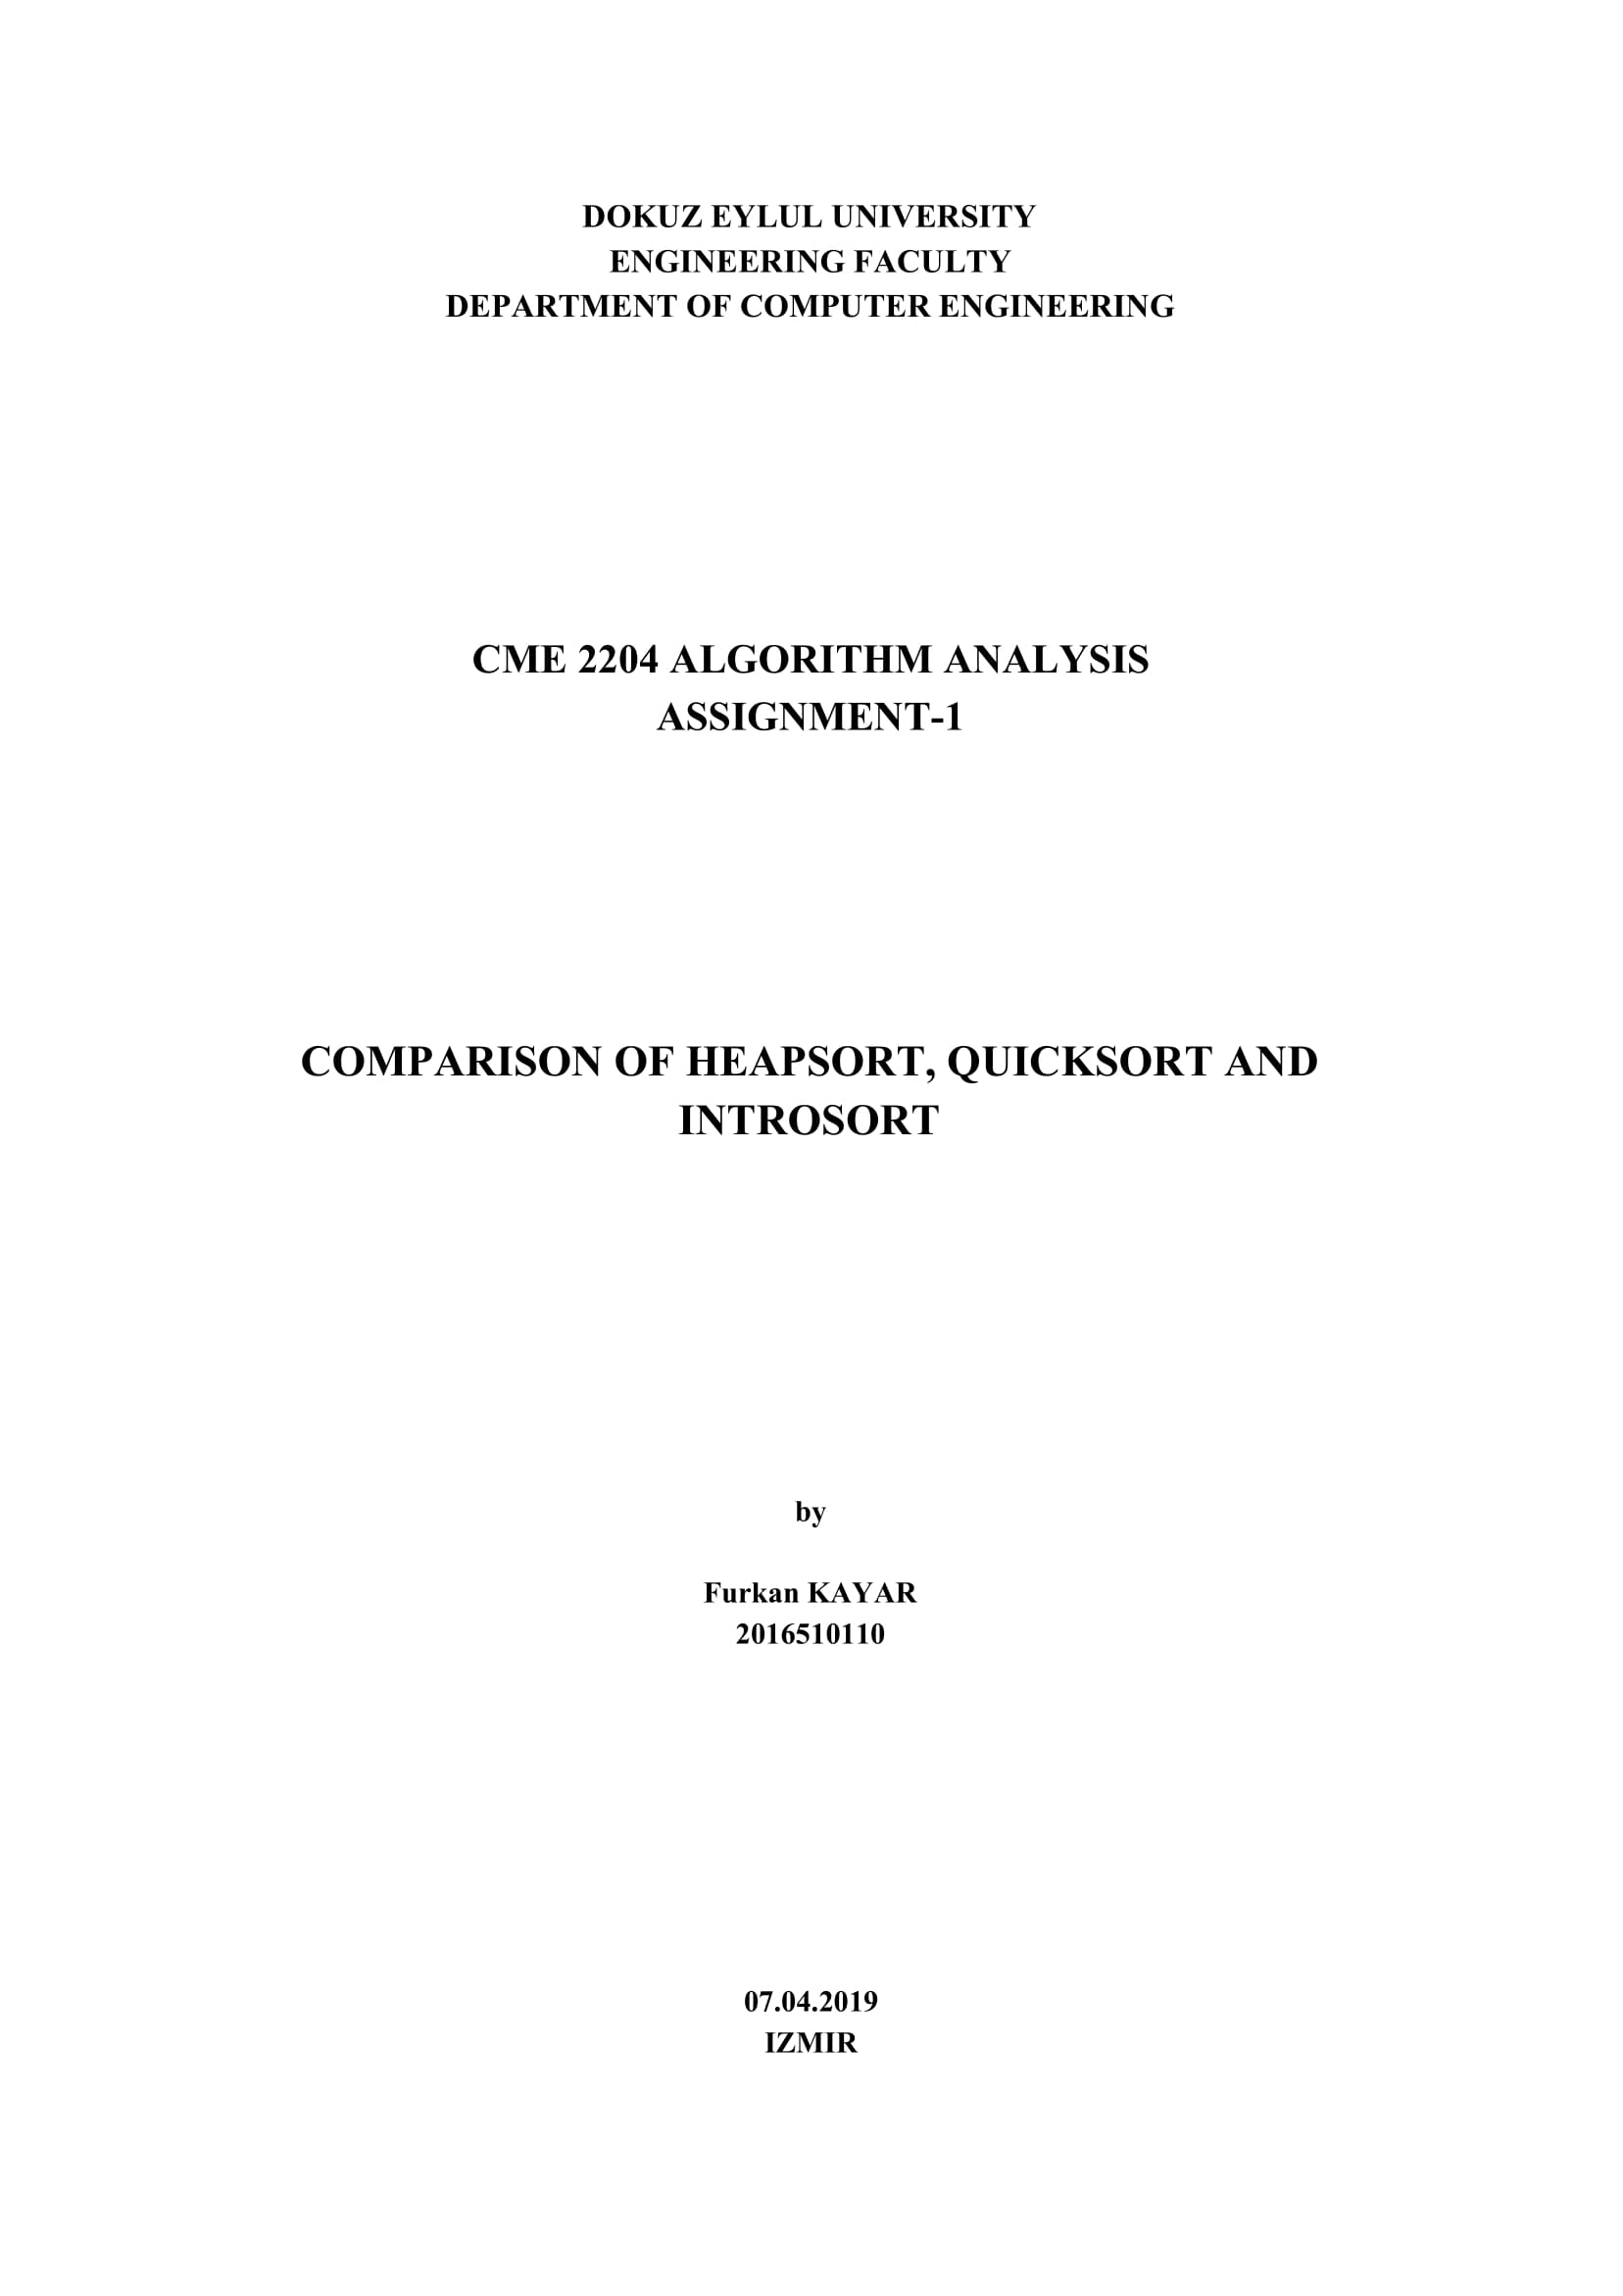 DOKUZ EYLUL UNIVERSITY
ENGINEERING FACULTY
DEPARTMENT OF COMPUTER ENGINEERING
CME 2204 ALGORITHM ANALYSIS
ASSIGNMENT-1
COMPARISON OF HEAPSORT, QUICKSORT AND
INTROSORT
by
Furkan KAYAR
2016510110
07.04.2019
IZMIR